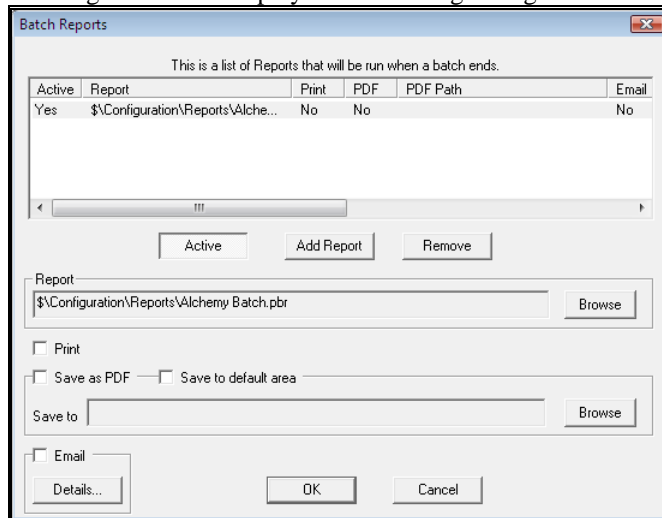 Batch Reports
This is a list of Reports that will be run when a batch ends.
Active Report Print PDF PDF Path Email
Yes $\Configuration\Reports\Alche... No No No
Active Add Report Remove
Report
$\Configuration\Reports\Alchemy Batch.pbr Browse
Print
Save as PDF Save to default area
Save to Browse
Email
Details... OK Cancel